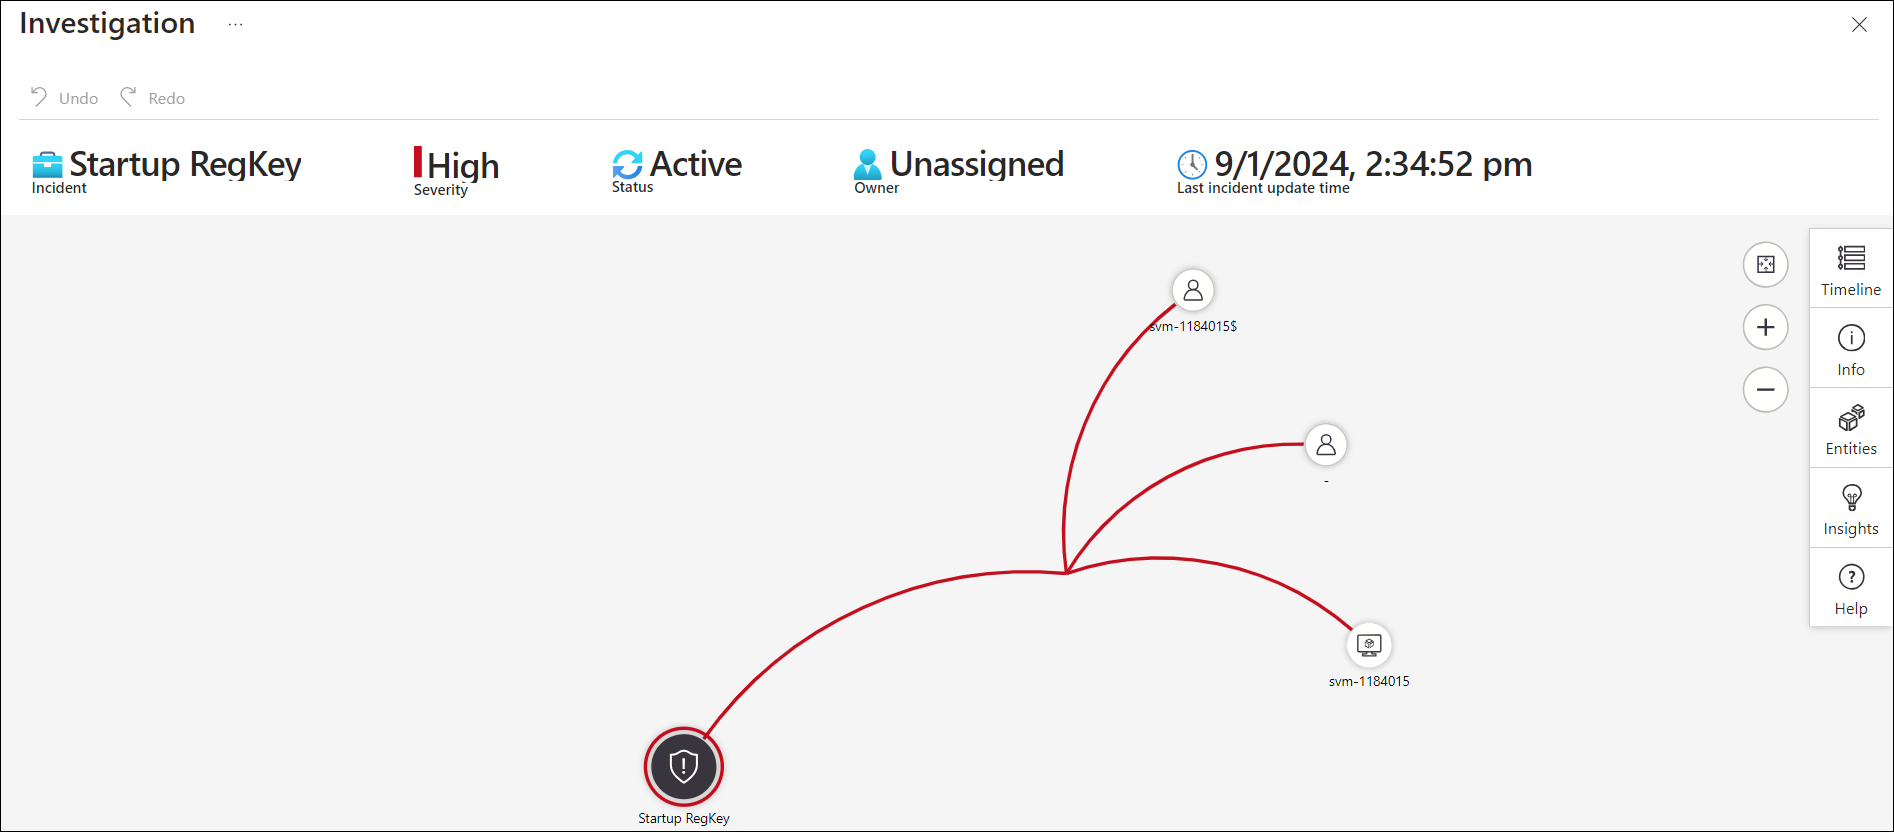 Investigation ...
Undo Redo
Startup RegKey
Incident
High
Severity
Active
Status
Unassigned
Owner
9/1/2024, 2:34:52 pm
Last incident update time
Timeline
Info
Entities
Insights
Help
svm-1184015$
-
svm-1184015
Startup RegKey